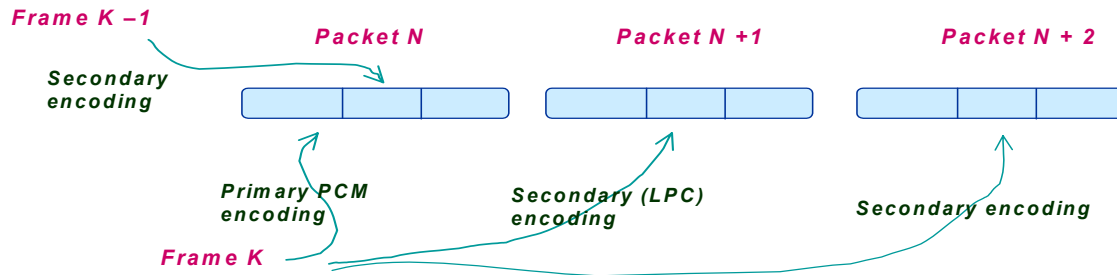 Frame K –1
Packet N
Packet N +1
Packet N + 2
Secondary
encoding
Primary PCM
encoding
Secondary (LPC)
encoding
Secondary encoding
Frame K